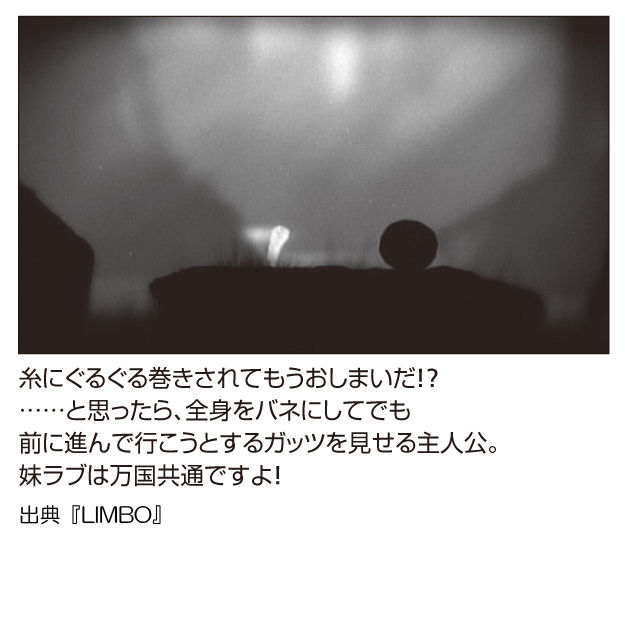 糸にぐるぐる巻きされてもうおしまいだ!?
……と思ったら、全身をバネにしてでも
前に進んで行こうとするガッツを見せる主人公。
妹ラブは万国共通ですよ!
出典『LIMBO』